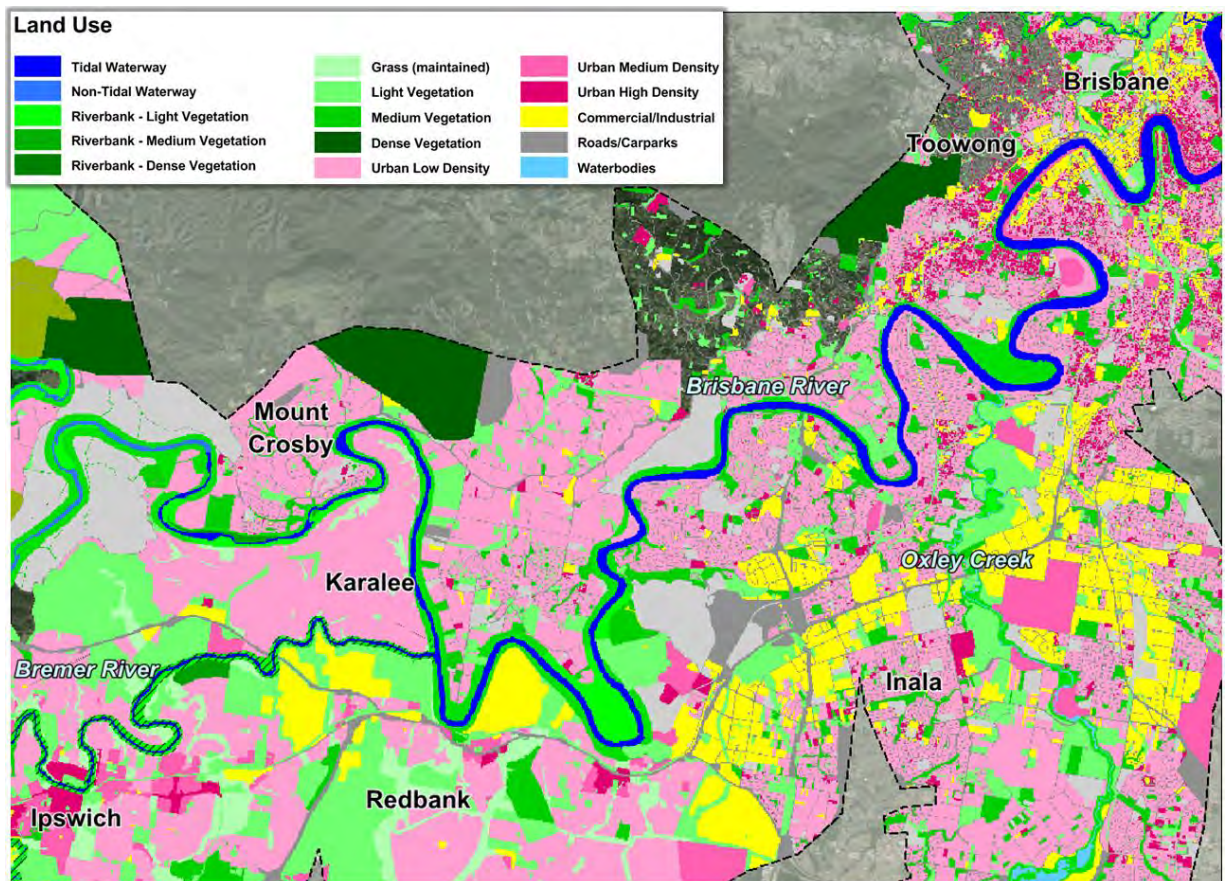 Land Use
Tidal Waterway
Non-Tidal Waterway
Riverbank - Light Vegetation
Riverbank - Medium Vegetation
Riverbank - Dense Vegetation
Grass (maintained)
Light Vegetation
Medium Vegetation
Dense Vegetation
Urban Low Density
Urban Medium Density
Urban High Density
Commercial/Industrial
Roads/Carparks
Waterbodies
Brisbane
Toowong
Brisbane River
Mount
Crosby
Oxley Creek
Karalee
Bremer River
Inala
Redbank
Ipswich